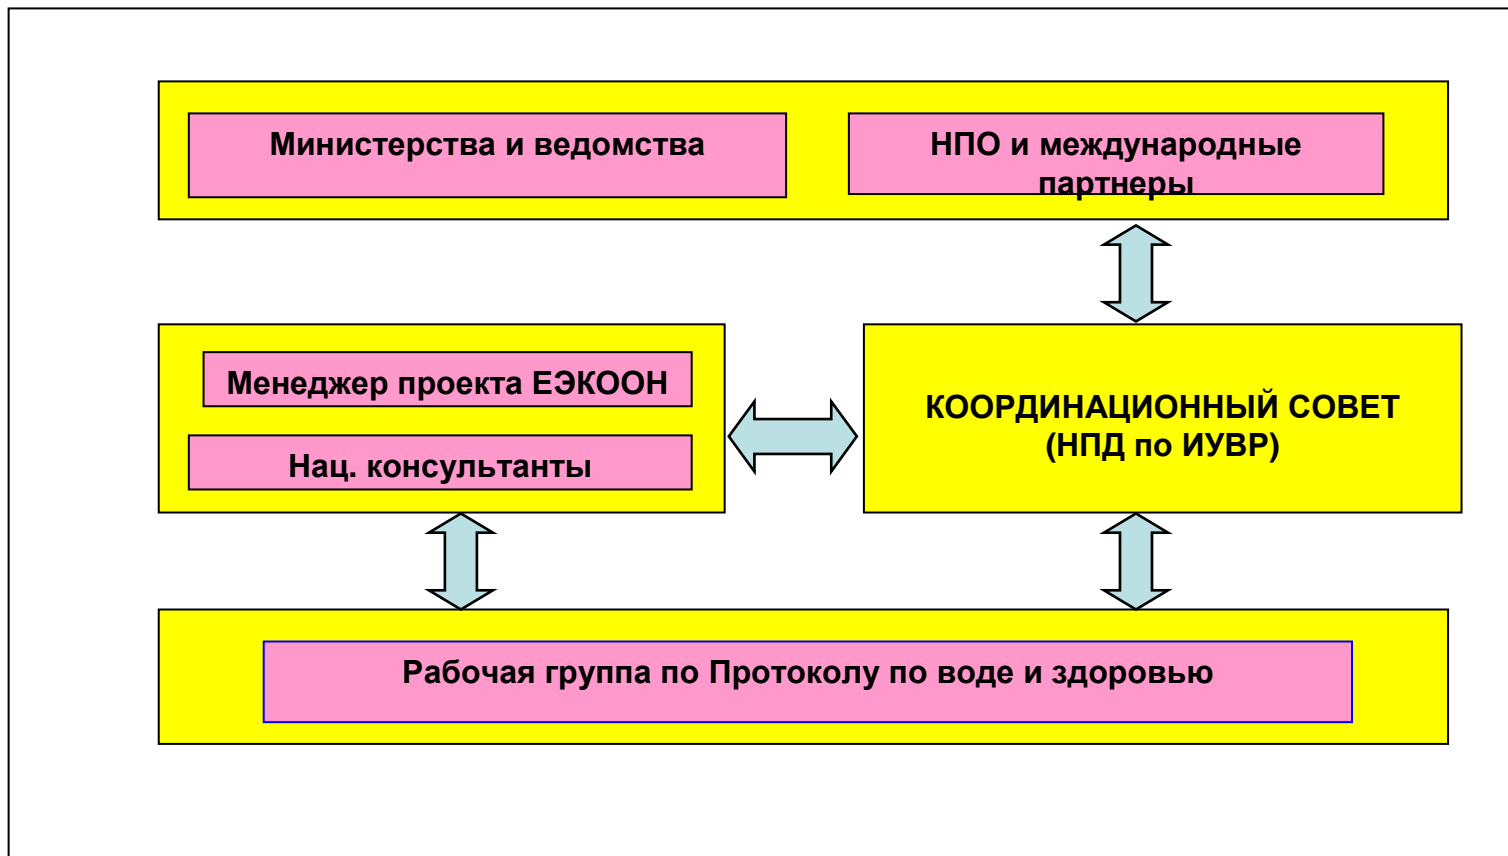 Министерства и ведомства
НПО и международные
партнеры
Менеджер проекта ЕЭКООН
Нац. консультанты
КООРДИНАЦИОННЫЙ СОВЕТ
(НПД по ИУВР)
Рабочая группа по Протоколу по воде и здоровью